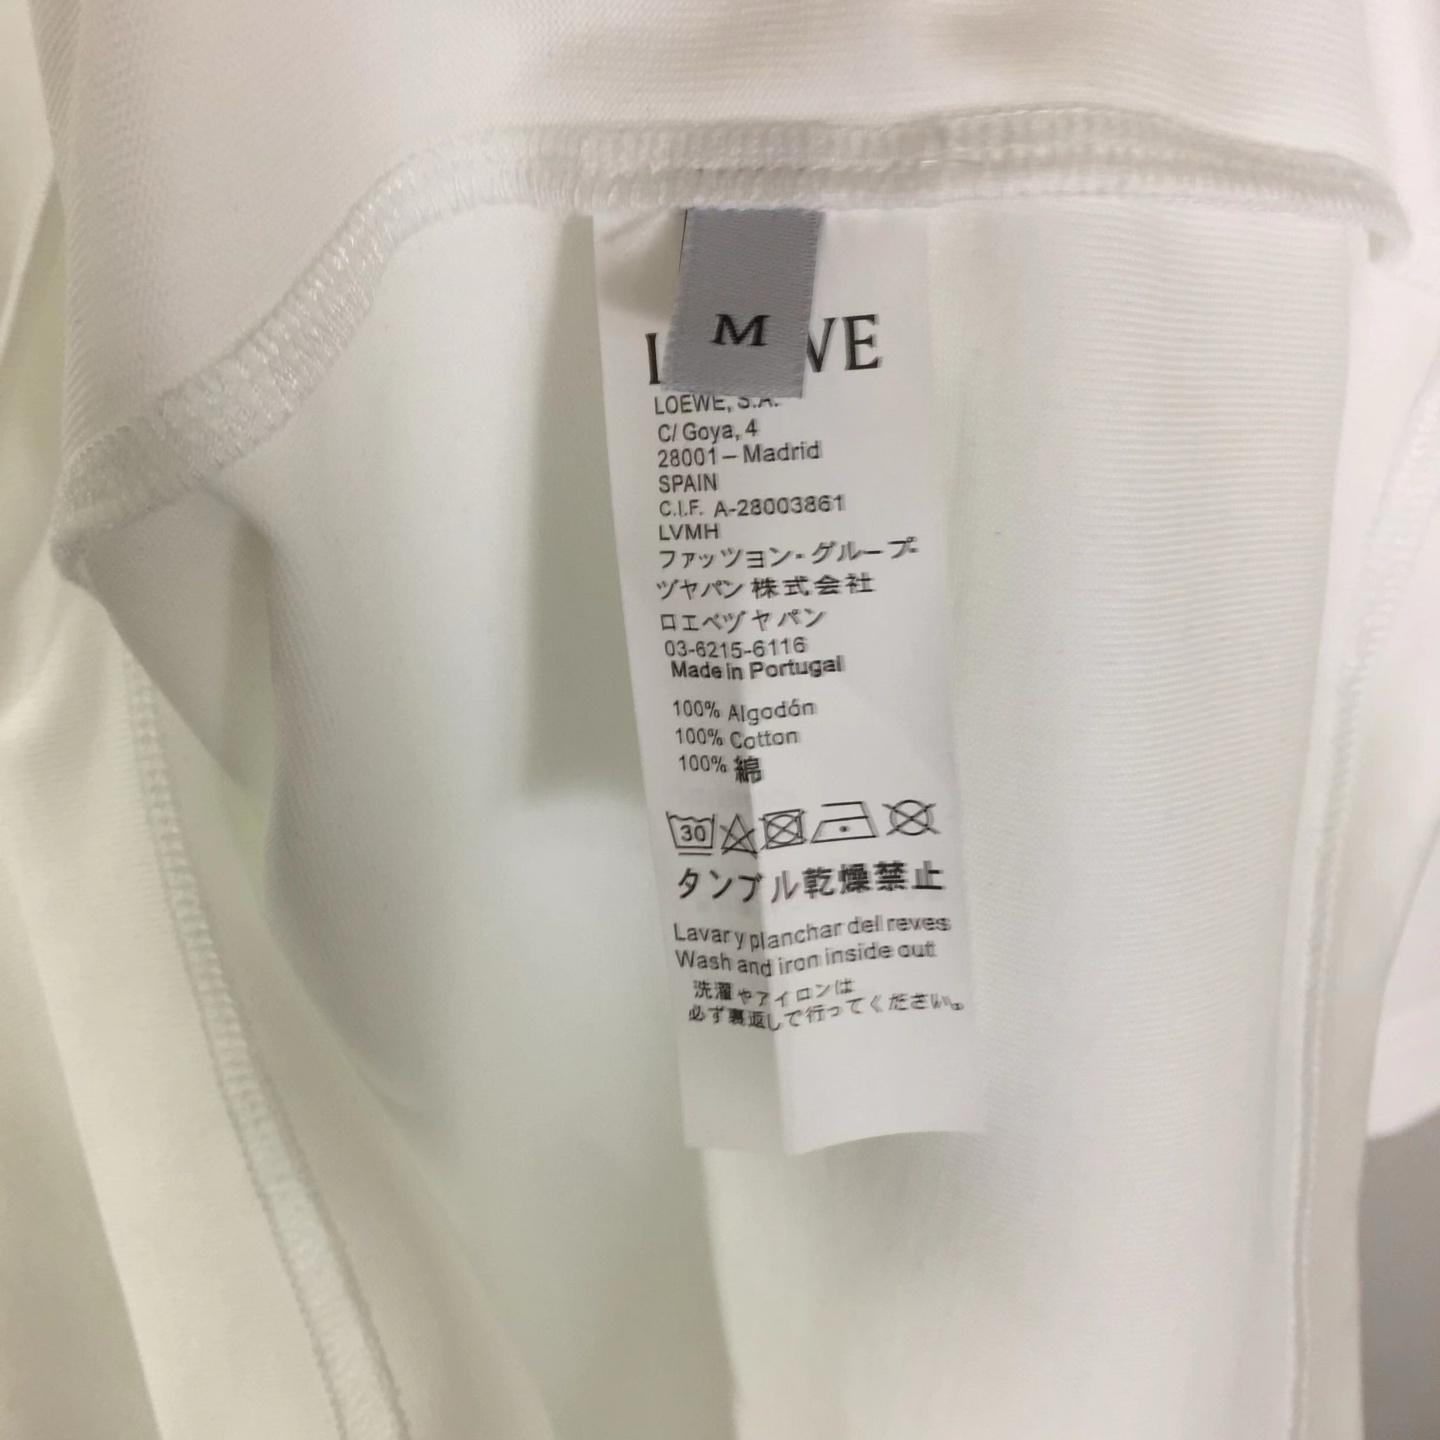 M
LOEWE
LOEWE, S.A.
C/ Goya, 4
28001 – Madrid
SPAIN
C.I.F. A-28003861
LVMH
ファッツョン・グループ
ヅヤパン株式会社
ロエベヅャパン
03-6215-6116
Made in Portugal
100% Algodón
100% Cotton
100% 綿
30
タンブル乾燥禁止
Lavar y planchar del reves
Wash and iron inside out
洗濯やアイロンは
必ず裏返しで行ってください。